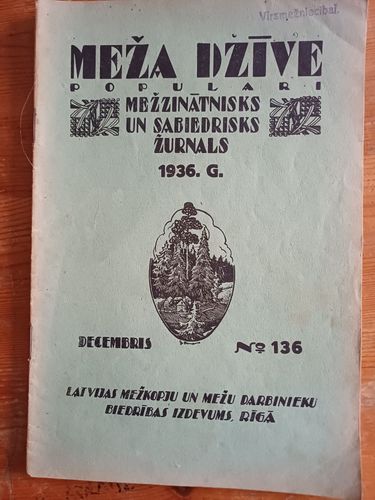 Virsmežniecībai.
MEŽA DZĪVE
POPULARI
MEŽZINĀTNISKS
UN SABIEDRISKS
ŽURNALS
1936. G.
DECEMBRIS No 136
LATVIJAS MEŽKOPJU UN MEŽU DARBINIEKU
BIEDRĪBAS IZDEVUMS, RĪGĀ